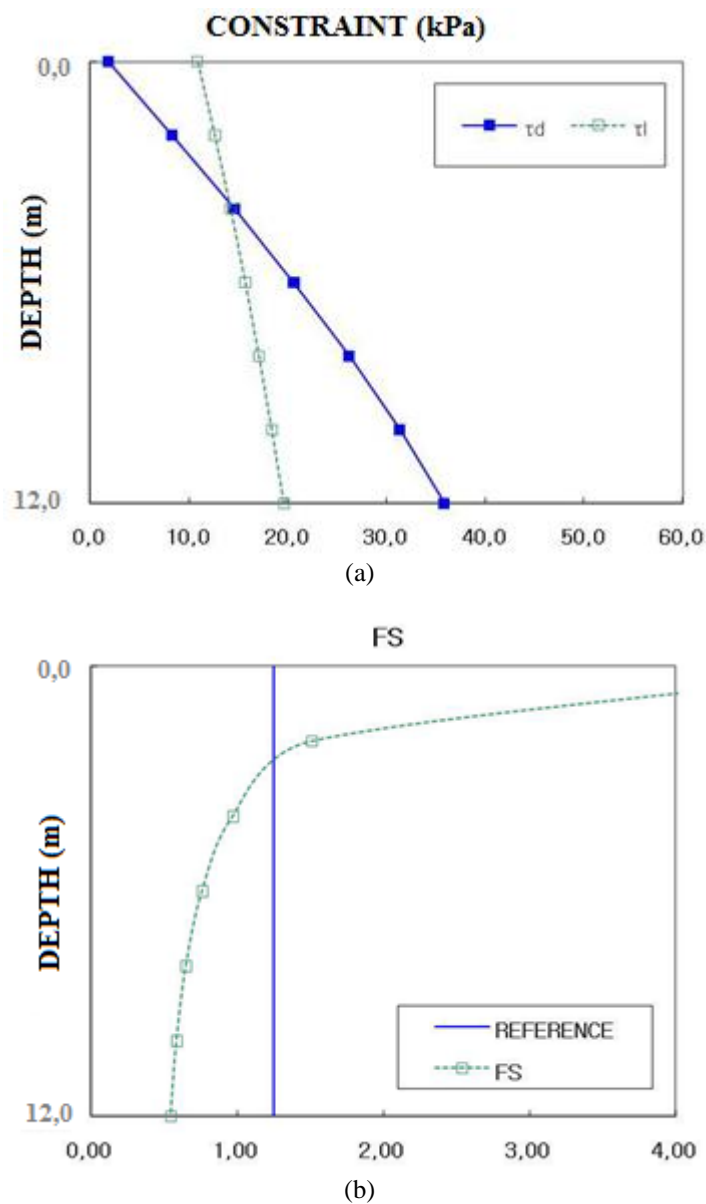 CONSTRAINT (kPa)
0,0
τd τl
DEPTH (m)
12,0
0,0 10,0 20,0 30,0 40,0 50,0 60,0
(a)
FS
0,0
DEPTH (m)
REFERENCE
FS
12,0
0,00 1,00 2,00 3,00 4,00
(b)